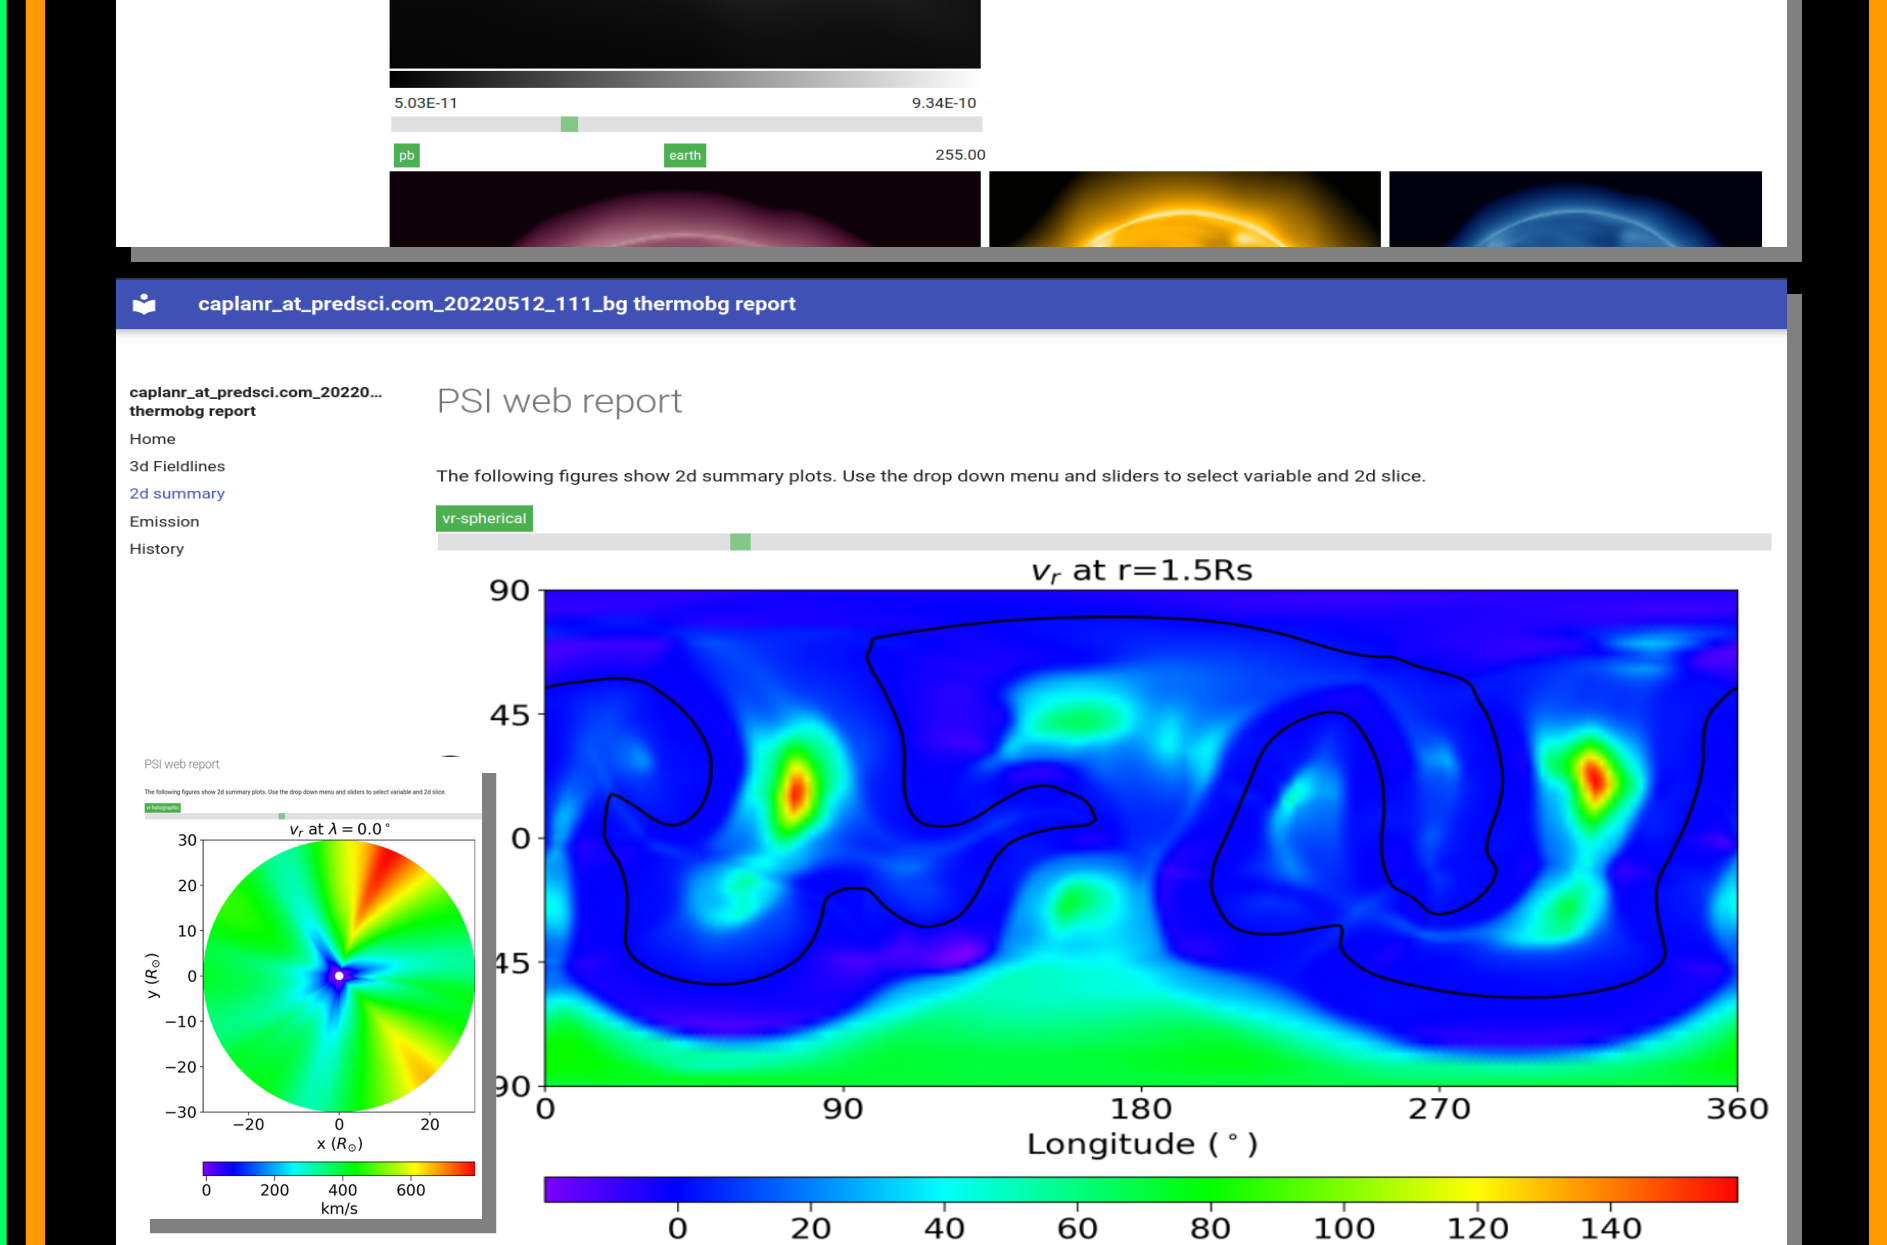 5.03E-11 9.34E-10
pb earth 255.00
caplanr_at_predsci.com_20220512_111_bg thermobg report
caplanr_at_predsci.com_20220...
thermobg report
Home
3d Fieldlines
2d summary
Emission
History
PSI web report
The following figures show 2d summary plots. Use the drop down menu and sliders to select variable and 2d slice.
vr-spherical
v_r at r=1.5Rs
90
45
0
45
90
0 90 180 270 360
Longitude (°)
0 20 40 60 80 100 120 140
PSI web report
The following figures show 2d summary plots. Use the drop down menu and sliders to select variable and 2d slice.
v_r at λ = 0.0°
30
20
10
0
−10
−20
−30
y (R☉)
−20 0 20
x (R☉)
0 200 400 600
km/s